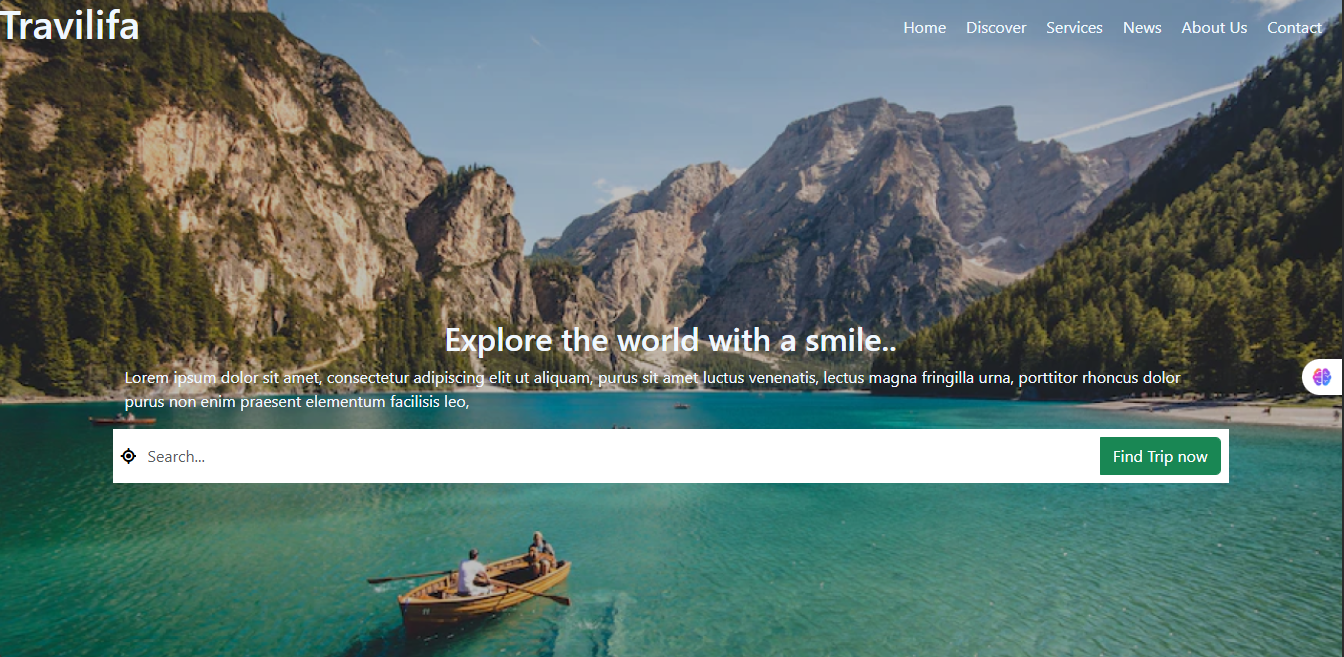 Travilifa
Home Discover Services News About Us Contact
Explore the world with a smile..
Lorem ipsum dolor sit amet, consectetur adipiscing elit ut aliquam, purus sit amet luctus venenatis, lectus magna fringilla urna, porttitor rhoncus dolor
purus non enim praesent elementum facilisis leo,
Search... Find Trip now